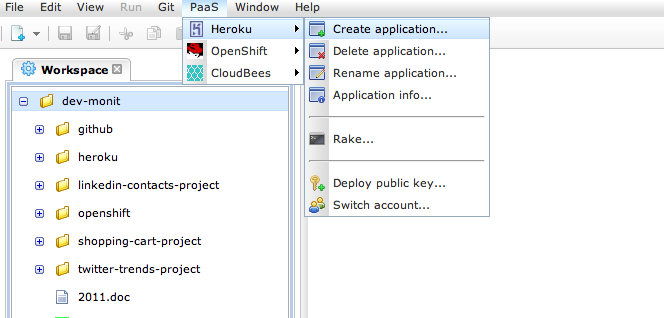 File Edit View Run Git PaaS Window Help
Heroku
OpenShift
CloudBees
Create application...
Delete application...
Rename application...
Application info...
Rake...
Deploy public key...
Switch account...
Workspace
dev-monit
github
heroku
linkedin-contacts-project
openshift
shopping-cart-project
twitter-trends-project
2011.doc